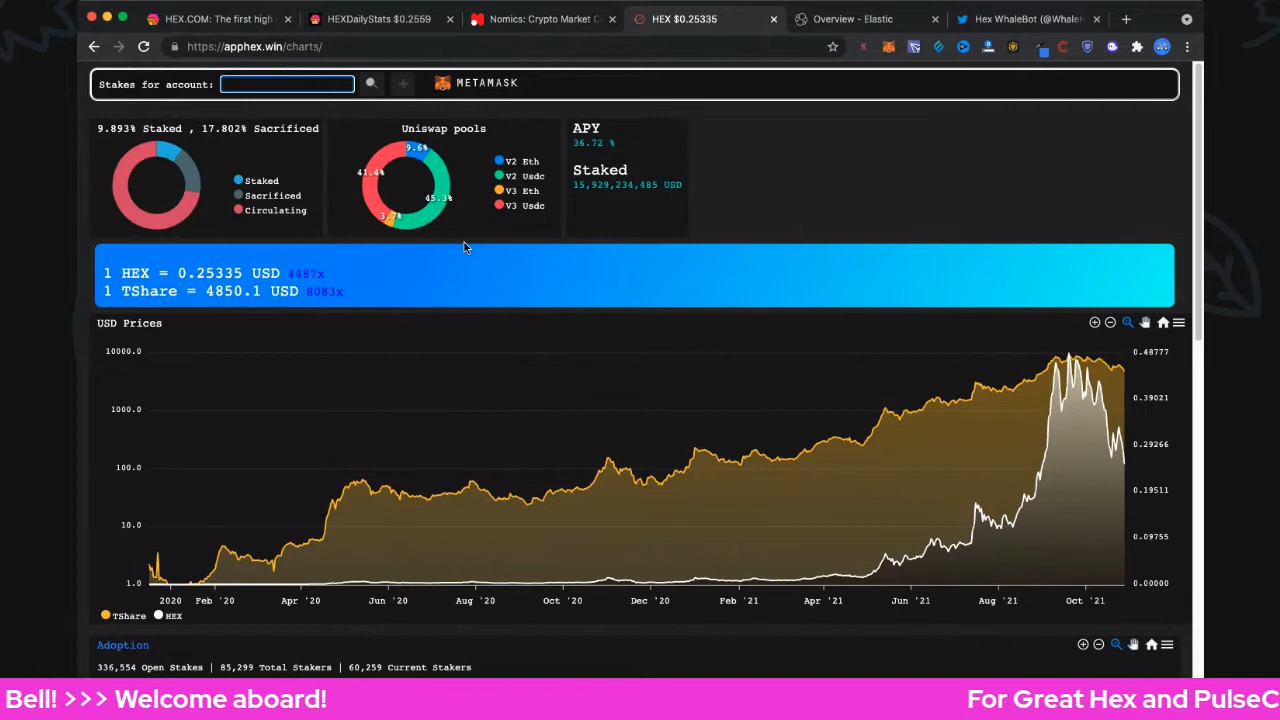 HEX.COM: The first high
HEXDailyStats $0.2559
Nomics: Crypto Market C
HEX $0.25335
Overview - Elastic
Hex WhaleBot (@WhaleH
https://apphex.win/charts/
Stakes for account:
METAMASK
9.893% Staked , 17.802% Sacrificed
Staked
Sacrificed
Circulating
Uniswap pools
9.6%
41.4%
45.3%
3.7%
V2 Eth
V2 Usdc
V3 Eth
V3 Usdc
APY
36.72 %
Staked
15,929,234,485 USD
1 HEX = 0.25335 USD 4487x
1 TShare = 4850.1 USD 8083x
USD Prices
10000.0
1000.0
100.0
10.0
1.0
0.48777
0.39021
0.29266
0.19511
0.09755
0.00000
2020 Feb '20 Apr '20 Jun '20 Aug '20 Oct '20 Dec '20 Feb '21 Apr '21 Jun '21 Aug '21 Oct '21
TShare HEX
Adoption
336,554 Open Stakes | 85,299 Total Stakers | 60,259 Current Stakers
Bell! >>> Welcome aboard! For Great Hex and PulseC